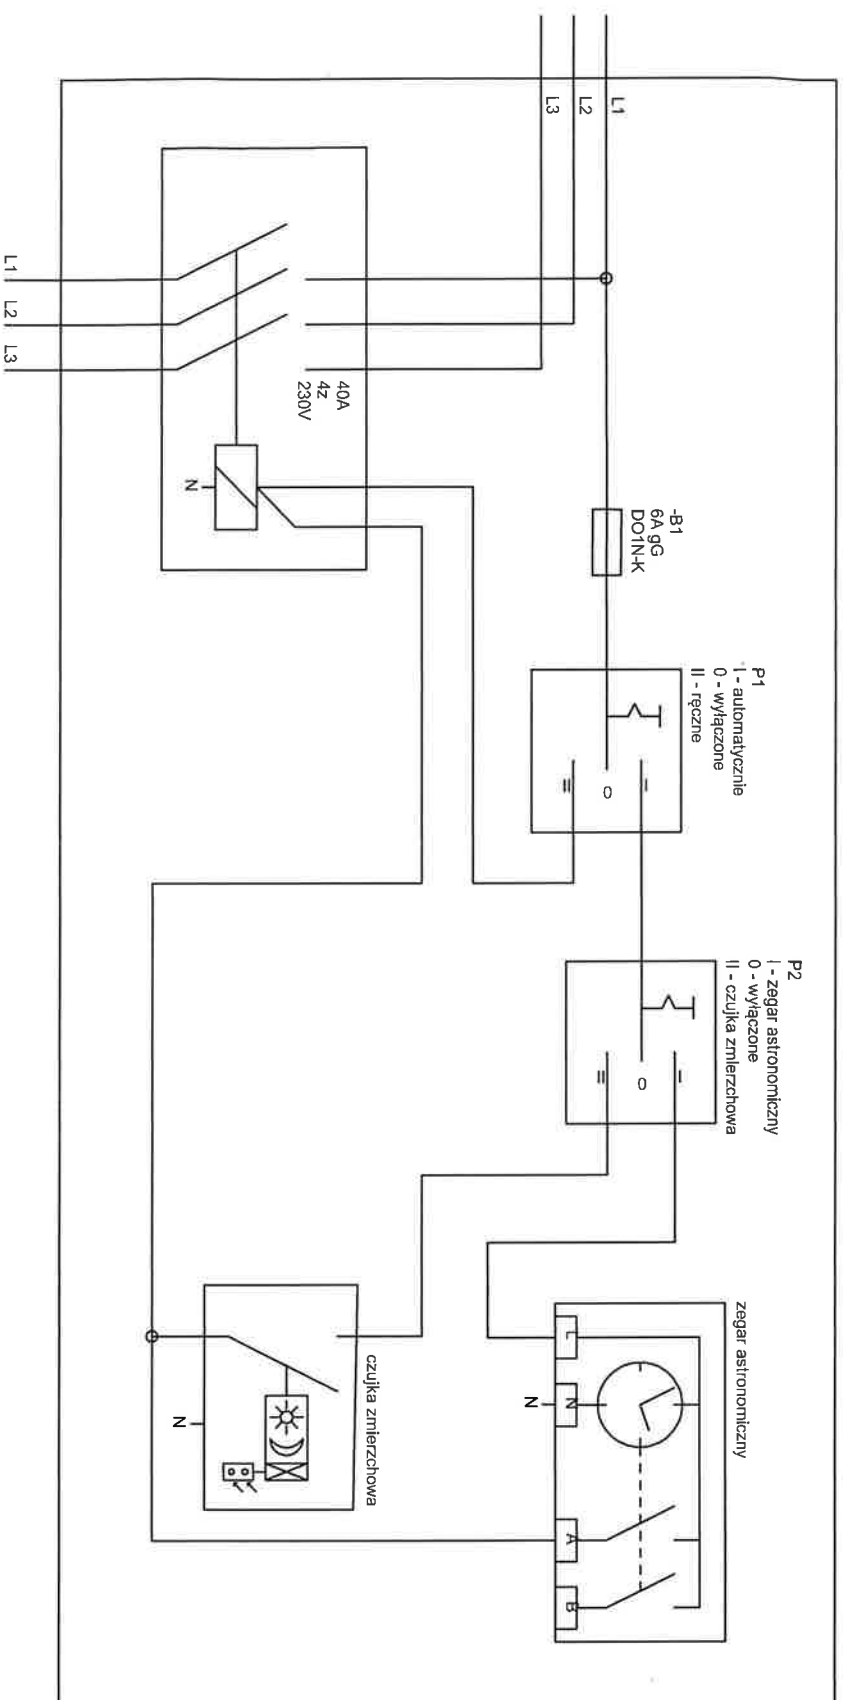 L1
L2
L3
-B1
6A gG
DO1N-K
P1
I - automatycznie
0 - wyłączone
II - ręczne
I
0
II
P2
I - zegar astronomiczny
0 - wyłączone
II - czujka zmierzchowa
I
0
II
zegar astronomiczny
L
N
A
B
N
40A
4z
230V
N
czujka zmierzchowa
N
L1
L2
L3